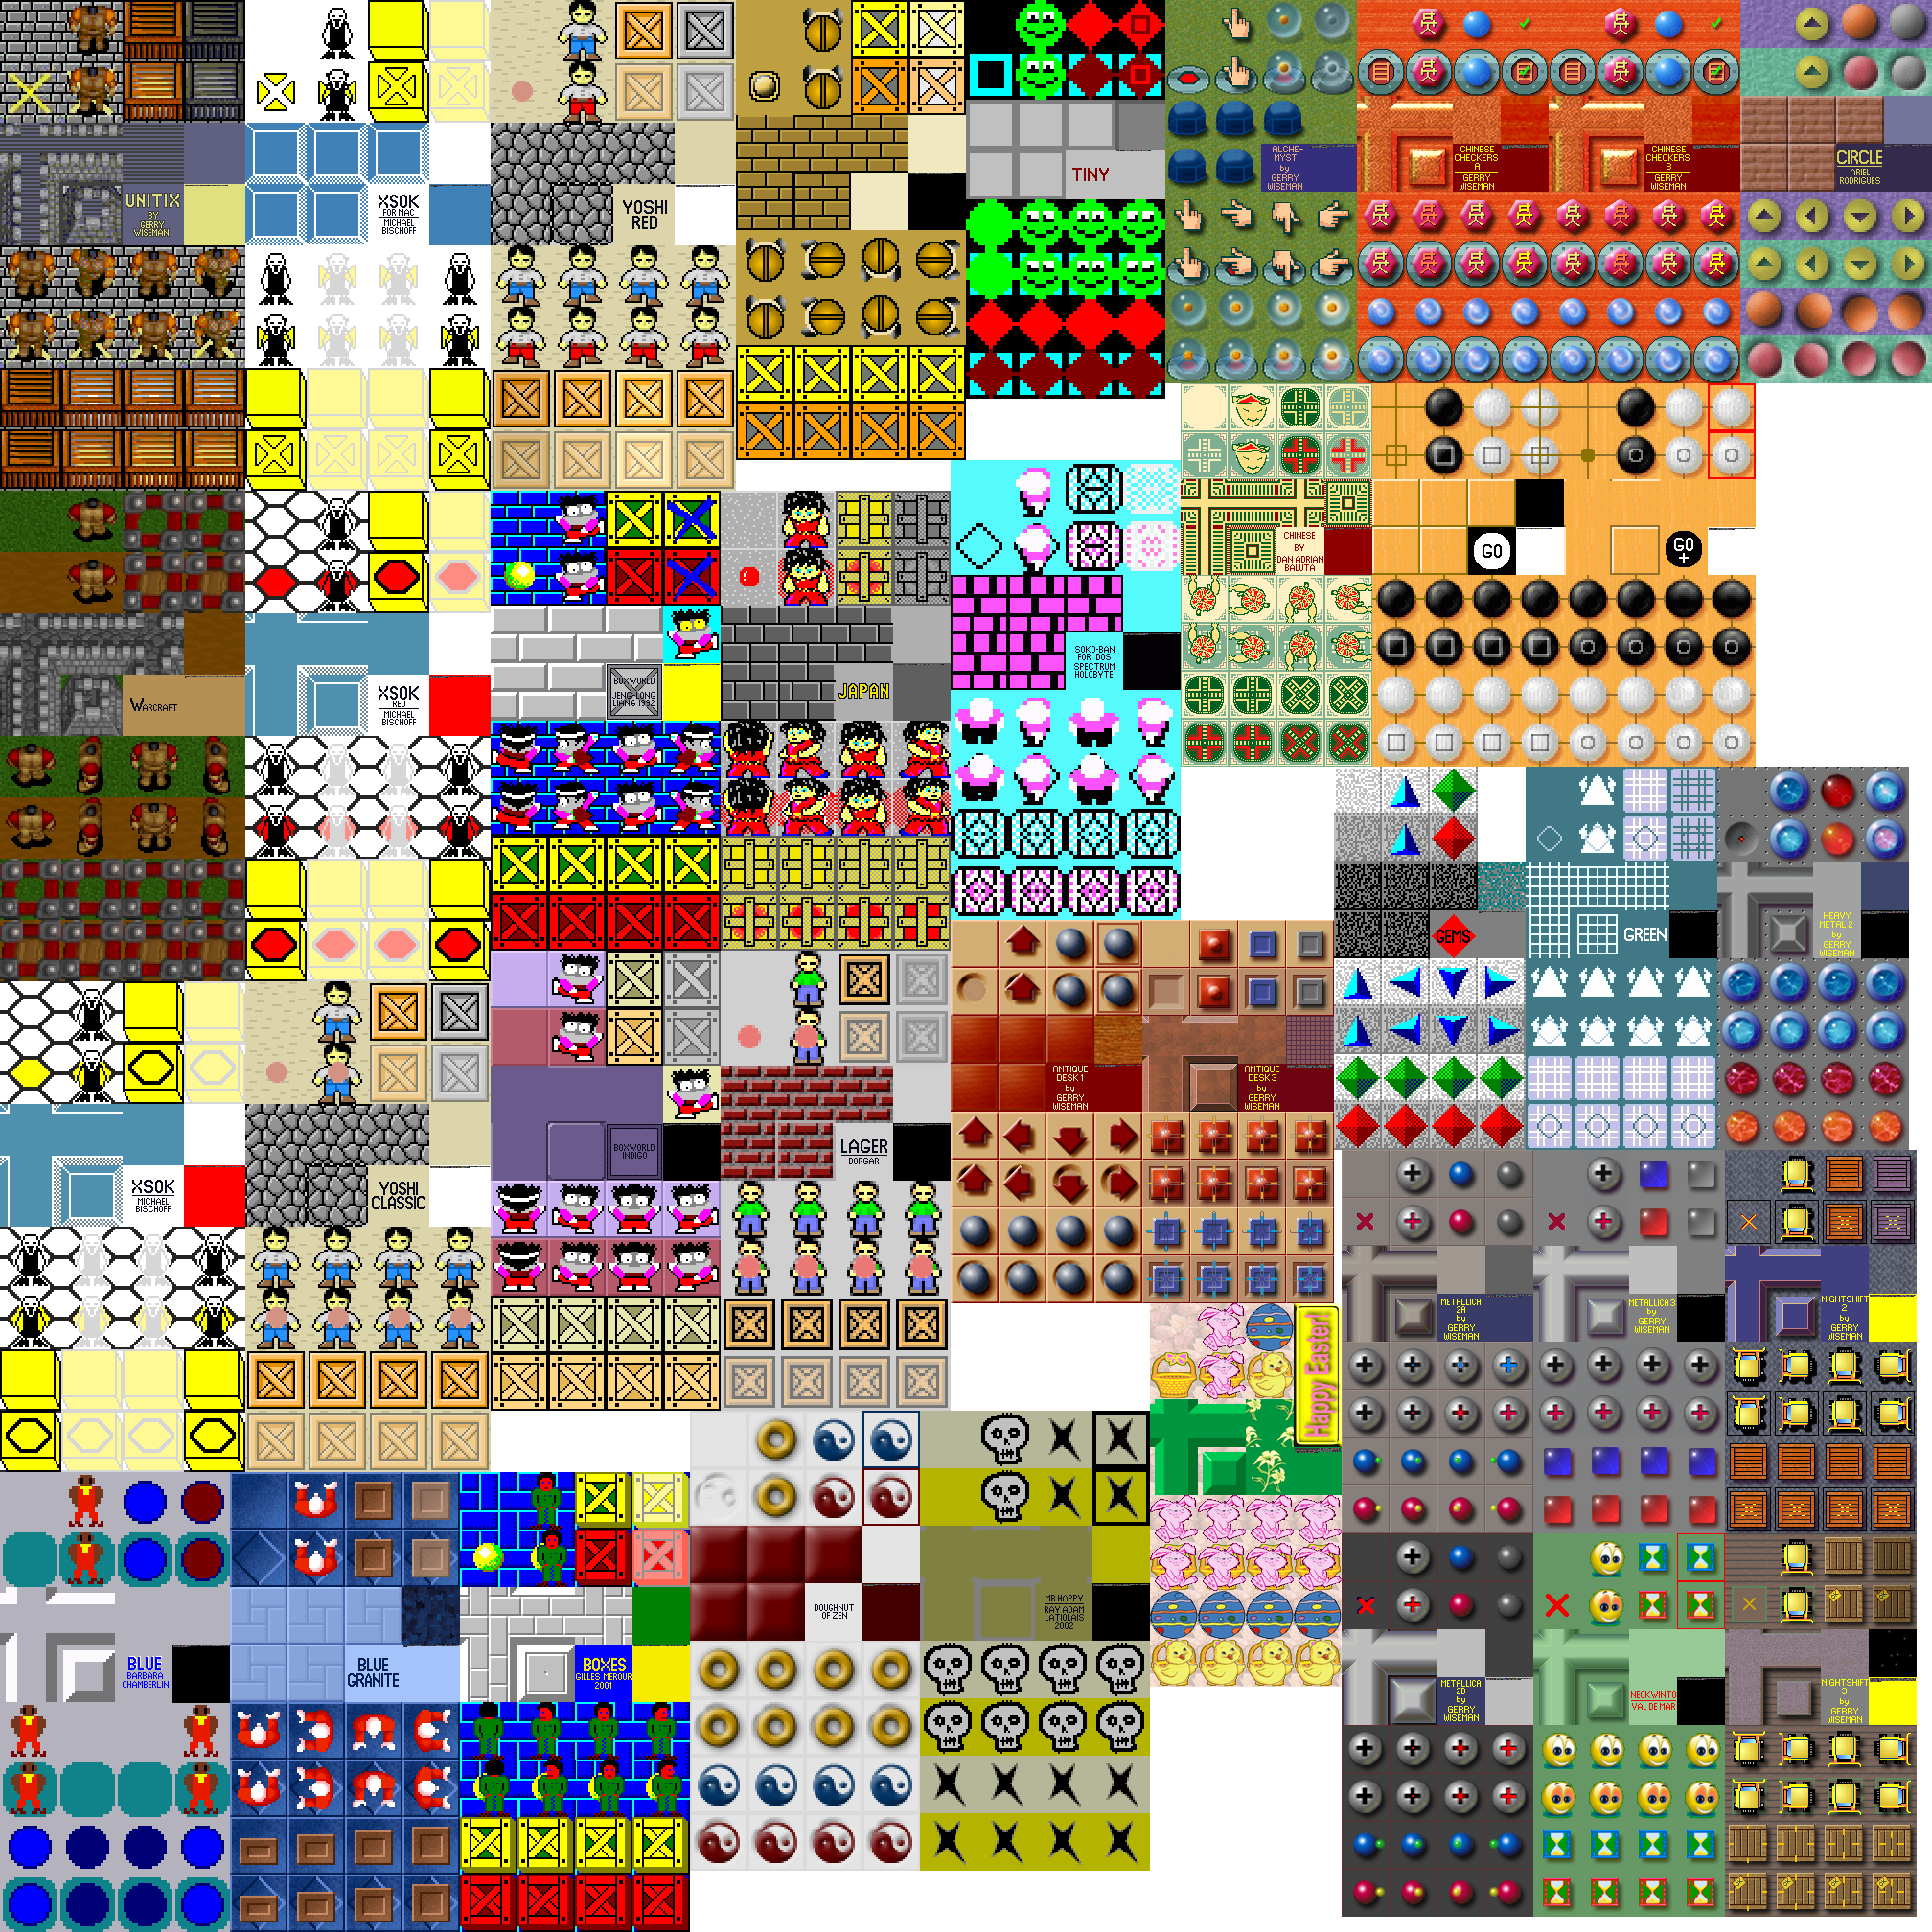 UNITIX
BY
GERRY
WISEMAN
XSOK
FOR MAC
MICHAEL
BISCHOFF
YOSHI
RED
TINY
ALCHE-
MYST
by
GERRY
WISEMAN
CHINESE
CHECKERS
A
GERRY
WISEMAN
CHINESE
CHECKERS
B
GERRY
WISEMAN
CIRCLE
ARIEL
RODRIGUES
WARCRAFT
XSOK
RED
MICHAEL
BISCHOFF
BOXWORLD
JENG-LONG
LIANG 1992
JAPAN
SOKO-BAN
FOR DOS
SPECTRUM
HOLOBYTE
CHINESE
BY
DAN ADRIAN
BALUTA
GO
GO
+
GEMS
GREEN
HEAVY
METAL 2
by
GERRY
WISEMAN
XSOK
MICHAEL
BISCHOFF
YOSHI
CLASSIC
BOXWORLD
INDIGO
LAGER
BORGAR
ANTIQUE
DESK 1
by
GERRY
WISEMAN
ANTIQUE
DESK 3
by
GERRY
WISEMAN
METALLICA
2A
by
GERRY
WISEMAN
METALLICA 3
by
GERRY
WISEMAN
NIGHTSHIFT
2
by
GERRY
WISEMAN
Happy Easter!
BLUE
BARBARA
CHAMBERLIN
BLUE
GRANITE
BOXES
GILLES MEROUR
2001
DOUGHNUT
OF ZEN
MR HAPPY
RAY ADAM
LATIOLAIS
2002
METALLICA
2B
by
GERRY
WISEMAN
NEOKWINTO
VAL DE MAR
NIGHTSHIFT
3
by
GERRY
WISEMAN